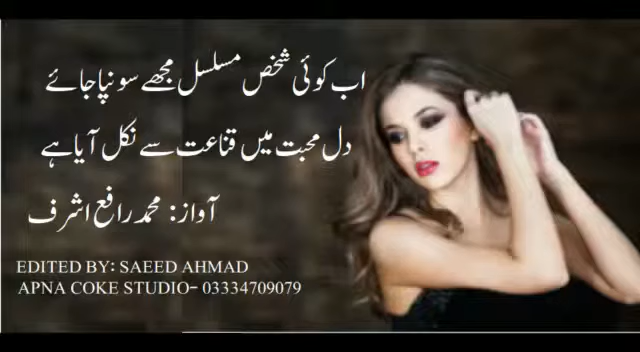 اب کوئی شخص مسلسل مجھے سونپا جائے
دل محبت میں قناعت سے نکل آیا ہے
آواز: محمد رافع اشرف
EDITED BY: SAEED AHMAD
APNA COKE STUDIO- 03334709079